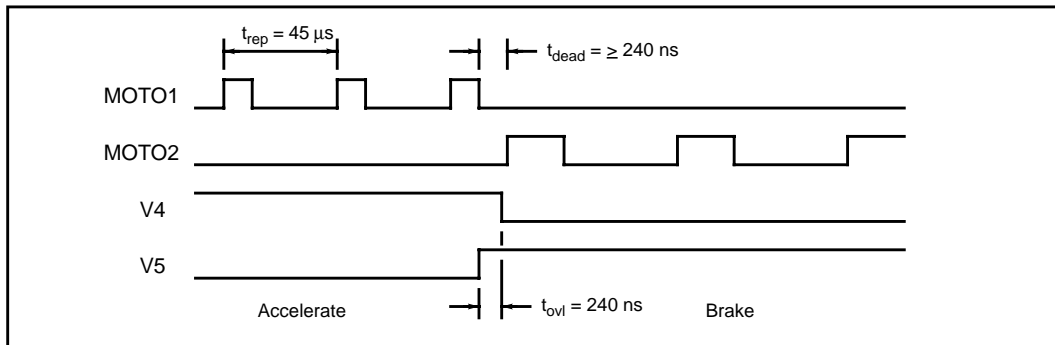 t_rep = 45 μs
t_dead = ≥ 240 ns
MOTO1
MOTO2
V4
V5
Accelerate
t_ovl = 240 ns
Brake